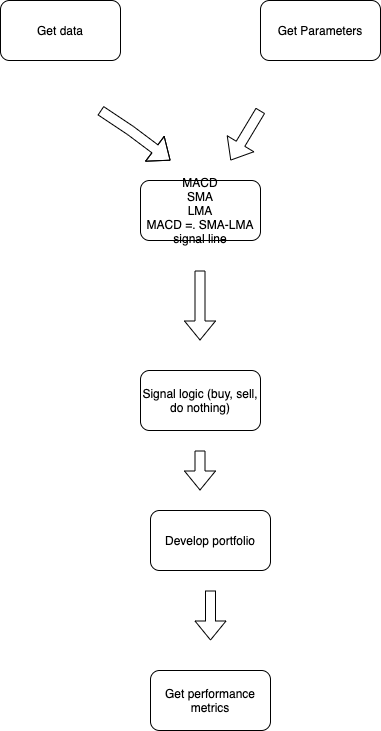 Get data
Get Parameters
MACD
SMA
LMA
MACD =. SMA-LMA
signal line
Signal logic (buy, sell,
do nothing)
Develop portfolio
Get performance
metrics